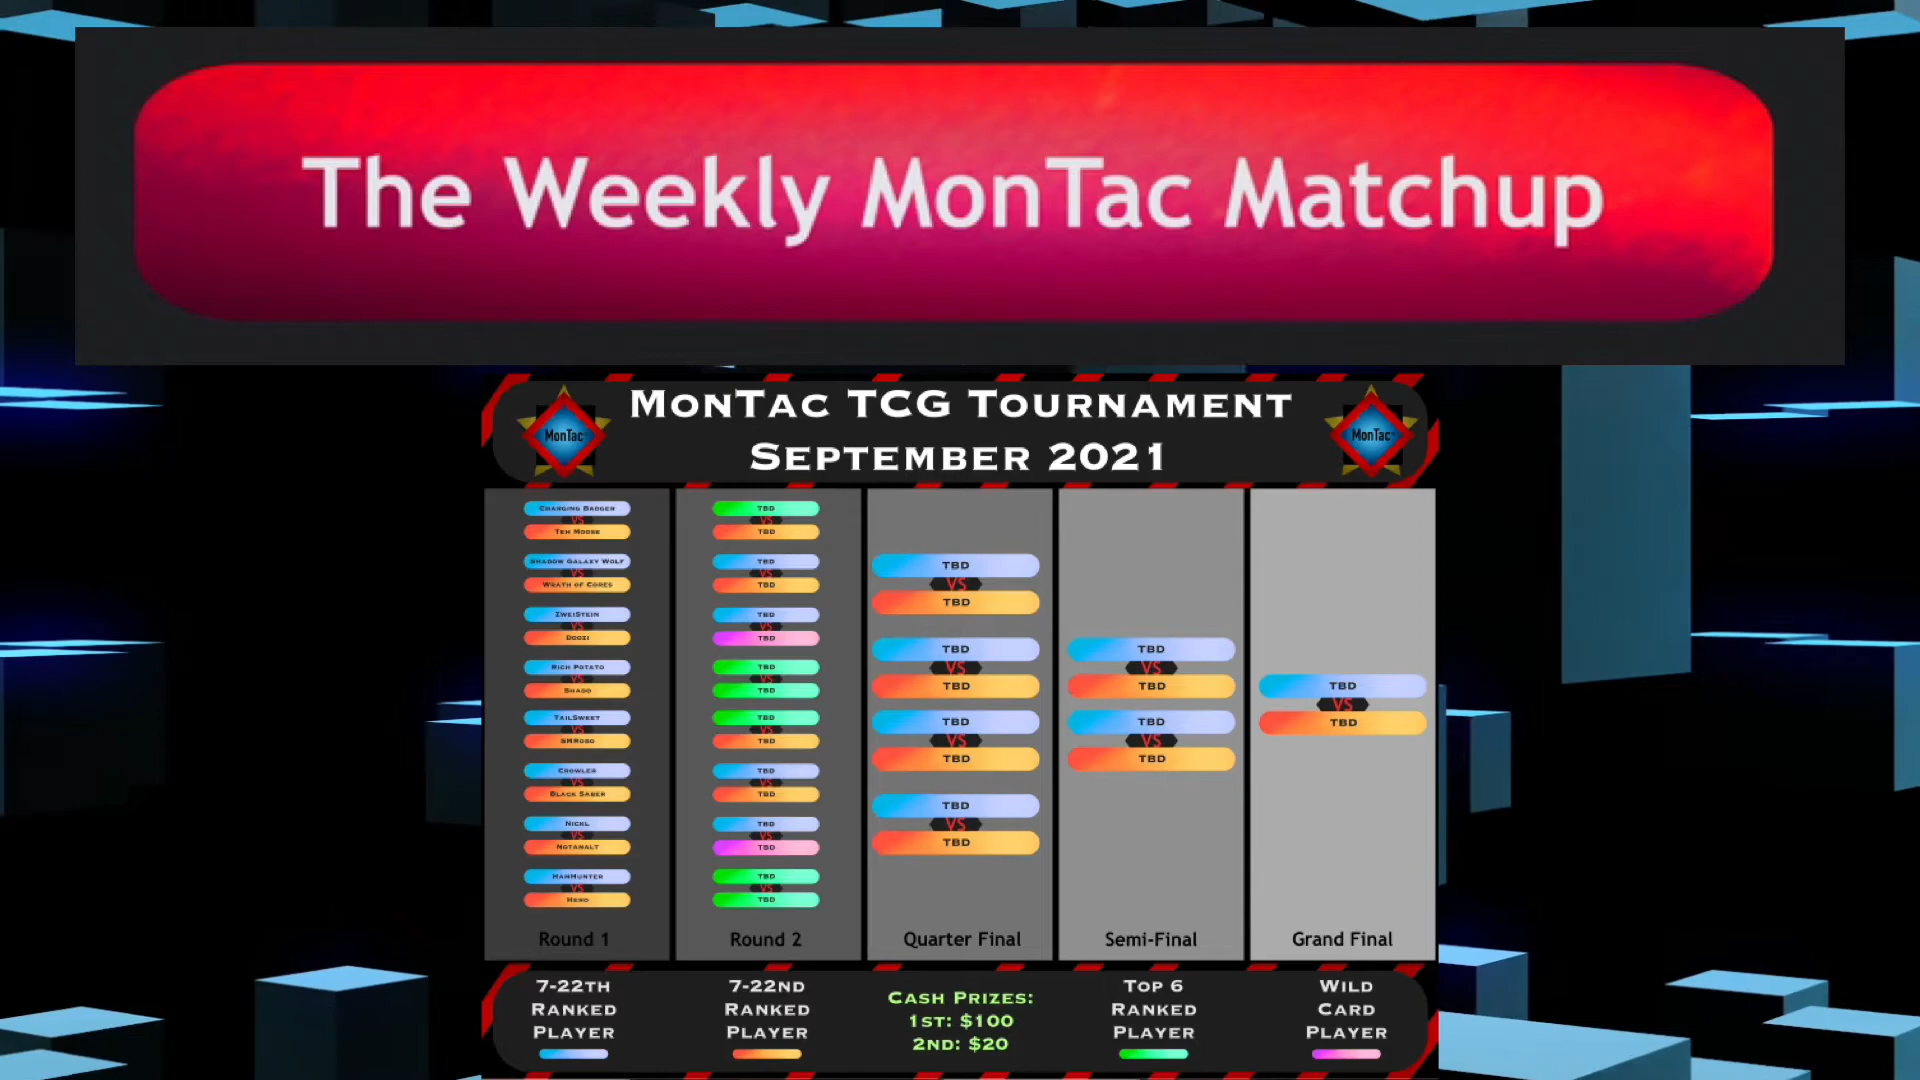 The Weekly MonTac Matchup
MonTac TCG Tournament
September 2021
MonTac
MonTac
Charging Badger
VS
Teh Moose
Shadow Galaxy Wolf
VS
Wrath of Cores
ZweiStein
VS
Doozi
Rich Potato
VS
Shago
TailSweet
VS
Crowler
VS
Black Saber
Nickl
VS
Notanalt
ManHunter
VS
Hero
Round 1
TBD
VS
TBD
TBD
VS
TBD
TBD
VS
TBD
TBD
VS
TBD
TBD
VS
TBD
TBD
VS
TBD
TBD
VS
TBD
TBD
VS
TBD
Round 2
TBD
VS
TBD
TBD
VS
TBD
TBD
VS
TBD
TBD
VS
TBD
Quarter Final
TBD
VS
TBD
TBD
VS
TBD
Semi-Final
TBD
VS
TBD
Grand Final
7-22th
Ranked
Player
7-22nd
Ranked
Player
Cash Prizes:
1st: $100
2nd: $20
Top 6
Ranked
Player
Wild
Card
Player